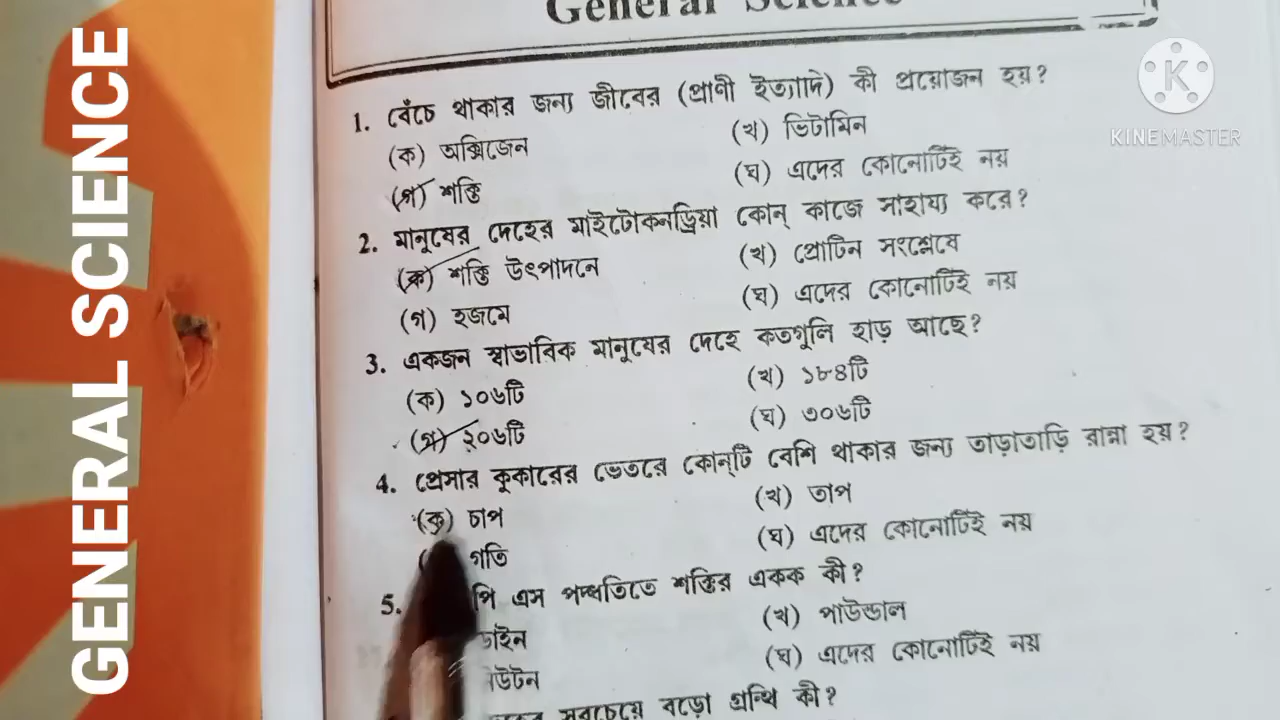 GENERAL SCIENCE
General Science
KINEMASTER
1. বেঁচে থাকার জন্য জীবের (প্রাণী ইত্যাদি) কী প্রয়োজন হয়?
(ক) অক্সিজেন (খ) ভিটামিন
(গ) শক্তি (ঘ) এদের কোনোটিই নয়
2. মানুষের দেহের মাইটোকনড্রিয়া কোন্ কাজে সাহায্য করে?
(ক) শক্তি উৎপাদনে (খ) প্রোটিন সংশ্লেষে
(গ) হজমে (ঘ) এদের কোনোটিই নয়
3. একজন স্বাভাবিক মানুষের দেহে কতগুলি হাড় আছে?
(ক) ১০৬টি (খ) ১৮৪টি
(গ) ২০৬টি (ঘ) ৩০৬টি
4. প্রেসার কুকারের ভেতরে কোন্‌টি বেশি থাকার জন্য তাড়াতাড়ি রান্না হয়?
(ক) চাপ (খ) তাপ
গতি (ঘ) এদের কোনোটিই নয়
5. পি এস পদ্ধতিতে শক্তির একক কী?
ডাইন (খ) পাউন্ডাল
নিউটন (ঘ) এদের কোনোটিই নয়
সবচেয়ে বড়ো গ্রন্থি কী?